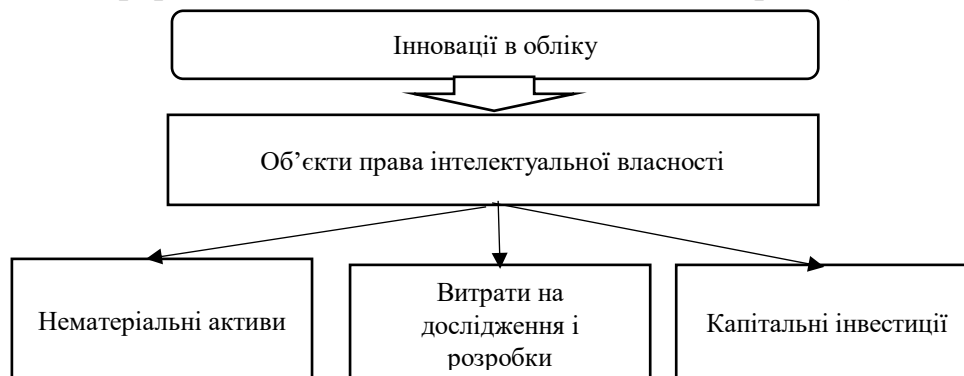 Інновації в обліку
Об’єкти права інтелектуальної власності
Нематеріальні активи
Витрати на
дослідження і
розробки
Капітальні інвестиції